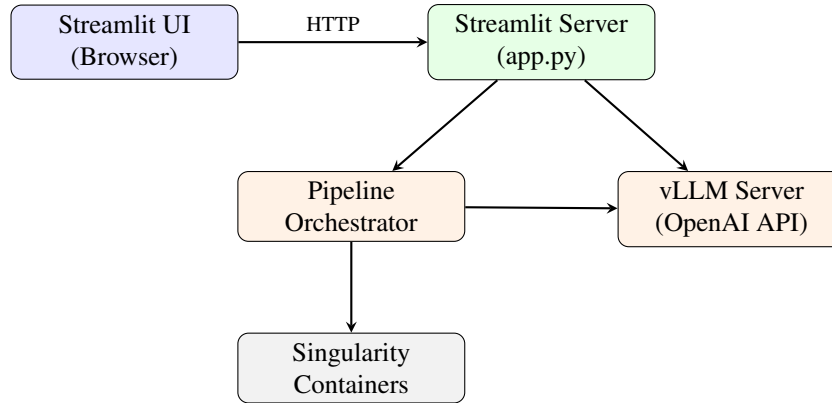 Streamlit UI
(Browser)
HTTP
Streamlit Server
(app.py)
Pipeline
Orchestrator
vLLM Server
(OpenAI API)
Singularity
Containers